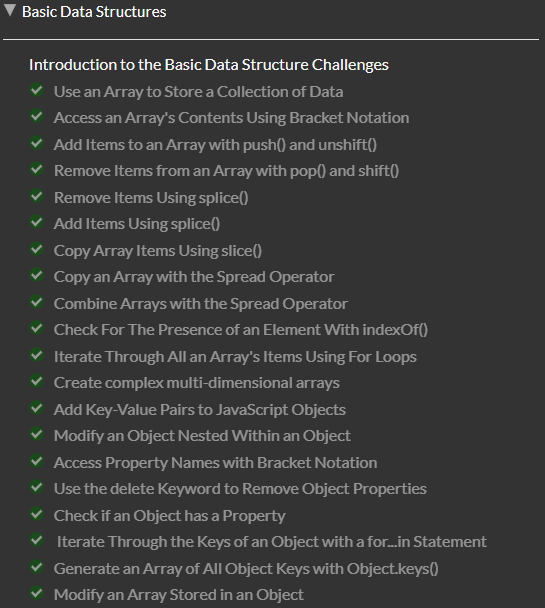 Basic Data Structures
Introduction to the Basic Data Structure Challenges
Use an Array to Store a Collection of Data
Access an Array's Contents Using Bracket Notation
Add Items to an Array with push() and unshift()
Remove Items from an Array with pop() and shift()
Remove Items Using splice()
Add Items Using splice()
Copy Array Items Using slice()
Copy an Array with the Spread Operator
Combine Arrays with the Spread Operator
Check For The Presence of an Element With indexOf()
Iterate Through All an Array's Items Using For Loops
Create complex multi-dimensional arrays
Add Key-Value Pairs to JavaScript Objects
Modify an Object Nested Within an Object
Access Property Names with Bracket Notation
Use the delete Keyword to Remove Object Properties
Check if an Object has a Property
Iterate Through the Keys of an Object with a for...in Statement
Generate an Array of All Object Keys with Object.keys()
Modify an Array Stored in an Object